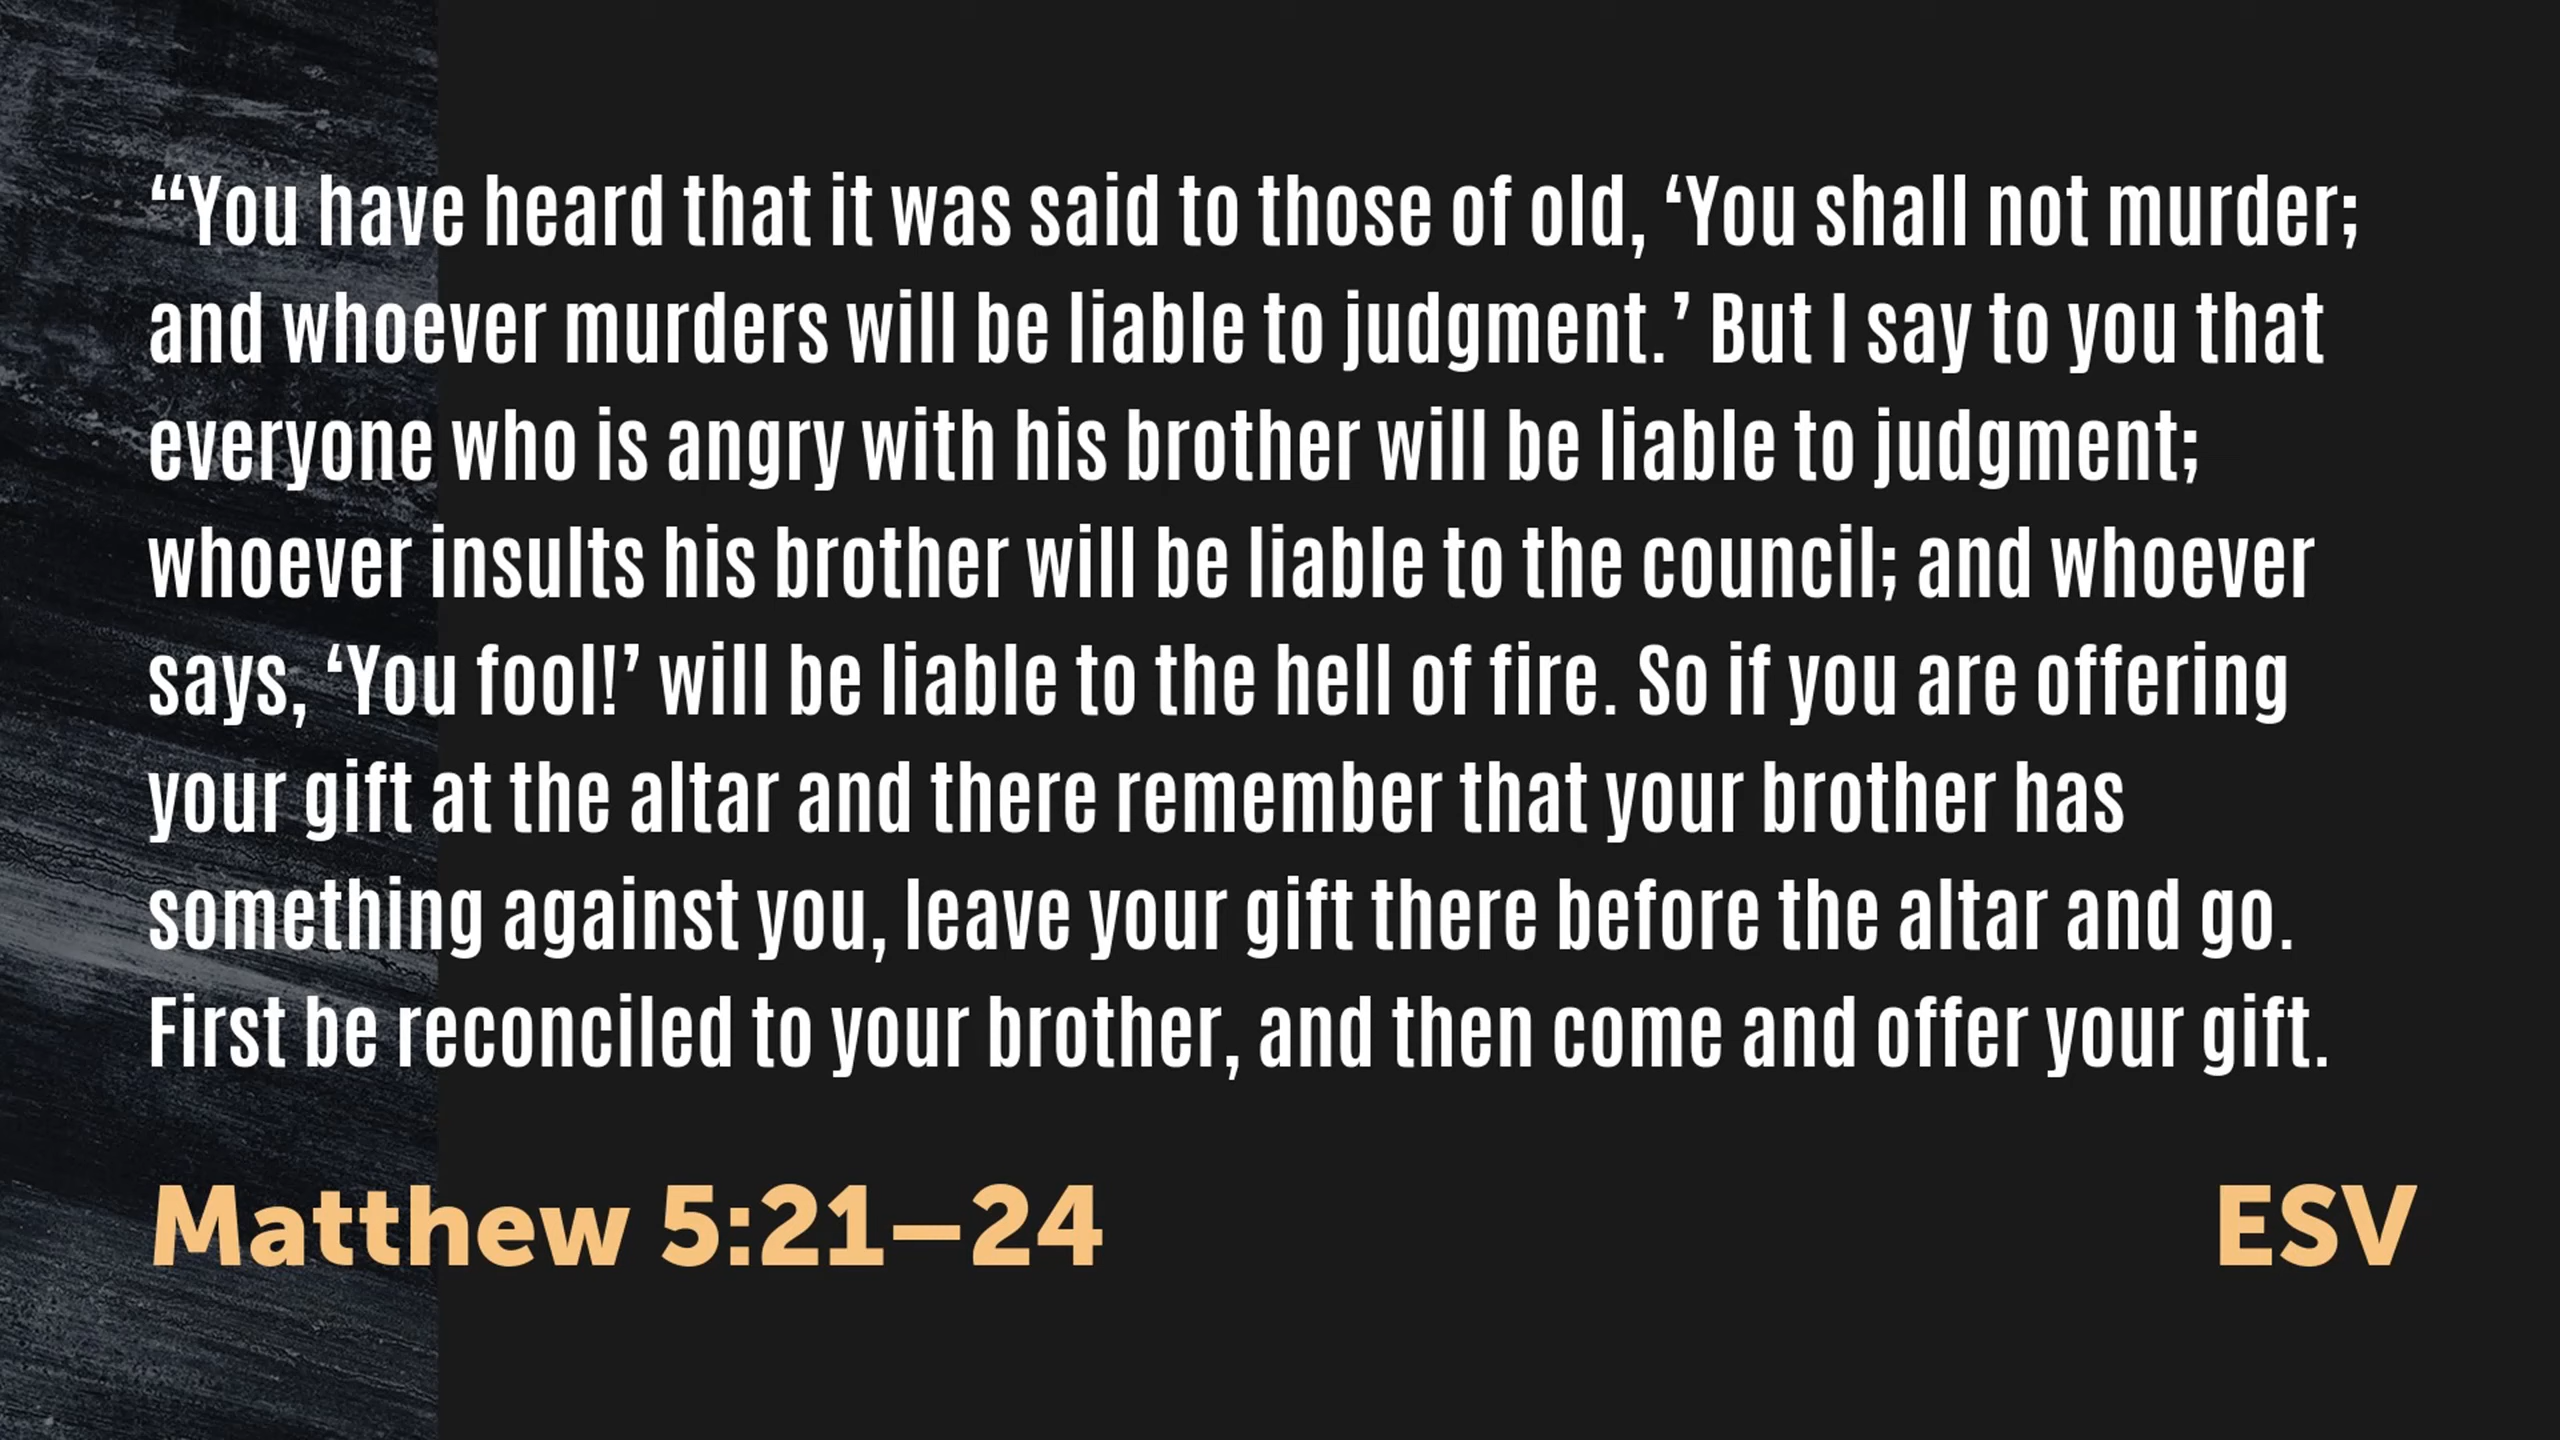 “You have heard that it was said to those of old, ‘You shall not murder;
and whoever murders will be liable to judgment.’ But I say to you that
everyone who is angry with his brother will be liable to judgment;
whoever insults his brother will be liable to the council; and whoever
says, ‘You fool!’ will be liable to the hell of fire. So if you are offering
your gift at the altar and there remember that your brother has
something against you, leave your gift there before the altar and go.
First be reconciled to your brother, and then come and offer your gift.
Matthew 5:21–24 ESV